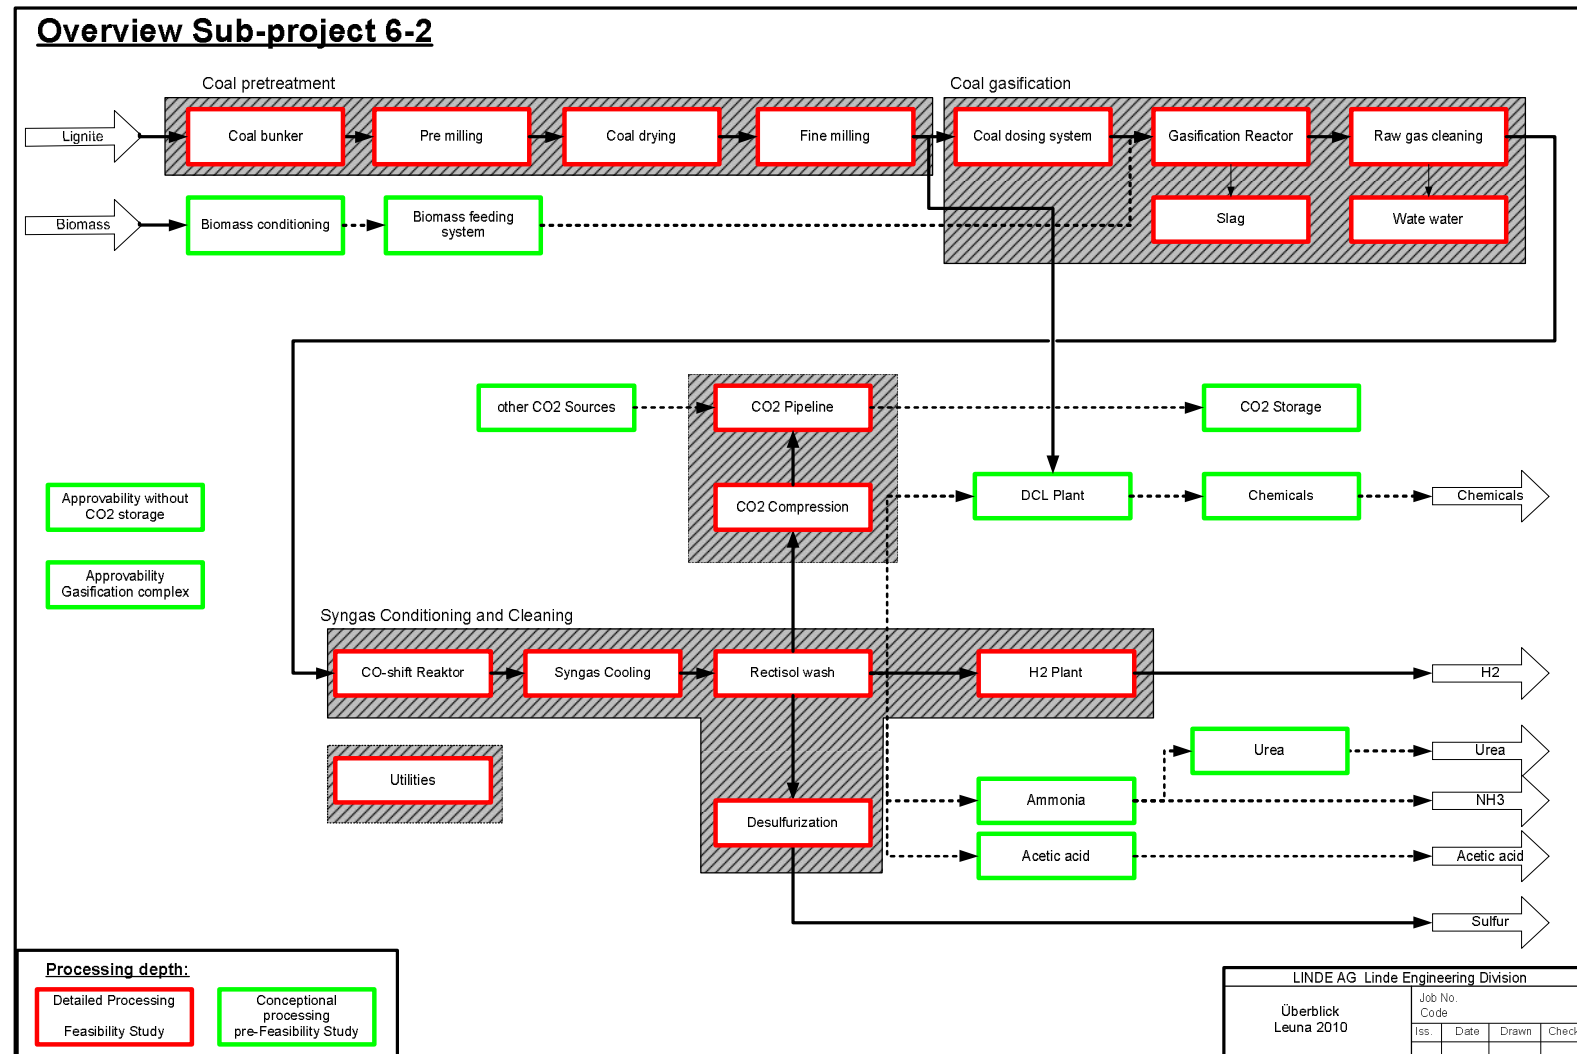 Overview Sub-project 6-2
Coal pretreatment
Coal gasification
Lignite
Coal bunker
Pre milling
Coal drying
Fine milling
Coal dosing system
Gasification Reactor
Raw gas cleaning
Biomass
Biomass conditioning
Biomass feeding
system
Slag
Wate water
other CO2 Sources
CO2 Pipeline
CO2 Storage
Approvability without
CO2 storage
CO2 Compression
DCL Plant
Chemicals
Chemicals
Approvability
Gasification complex
Syngas Conditioning and Cleaning
CO-shift Reaktor
Syngas Cooling
Rectisol wash
H2 Plant
H2
Utilities
Urea
Urea
Desulfurization
Ammonia
NH3
Acetic acid
Acetic acid
Sulfur
Processing depth:
Detailed Processing
Feasibility Study
Conceptional
processing
pre-Feasibility Study
LINDE AG Linde Engineering Division
Überblick
Leuna 2010
Job No.
Code
Iss.
Date
Drawn
Check